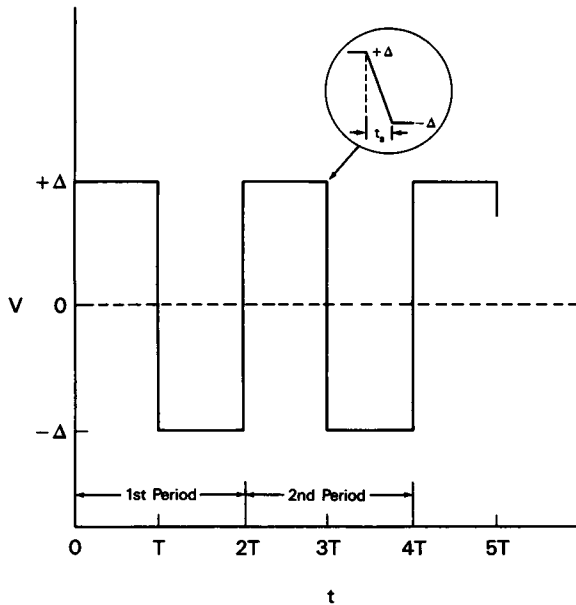 +Δ
−Δ
tₛ
+Δ
V 0
−Δ
1st Period 2nd Period
0 T 2T 3T 4T 5T
t